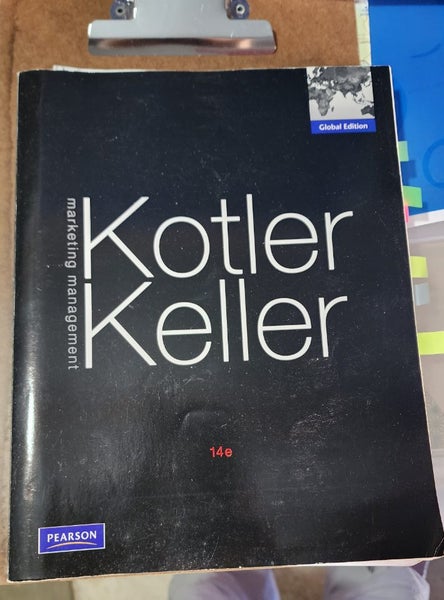 Global Edition
marketing management
Kotler
Keller
14e
PEARSON